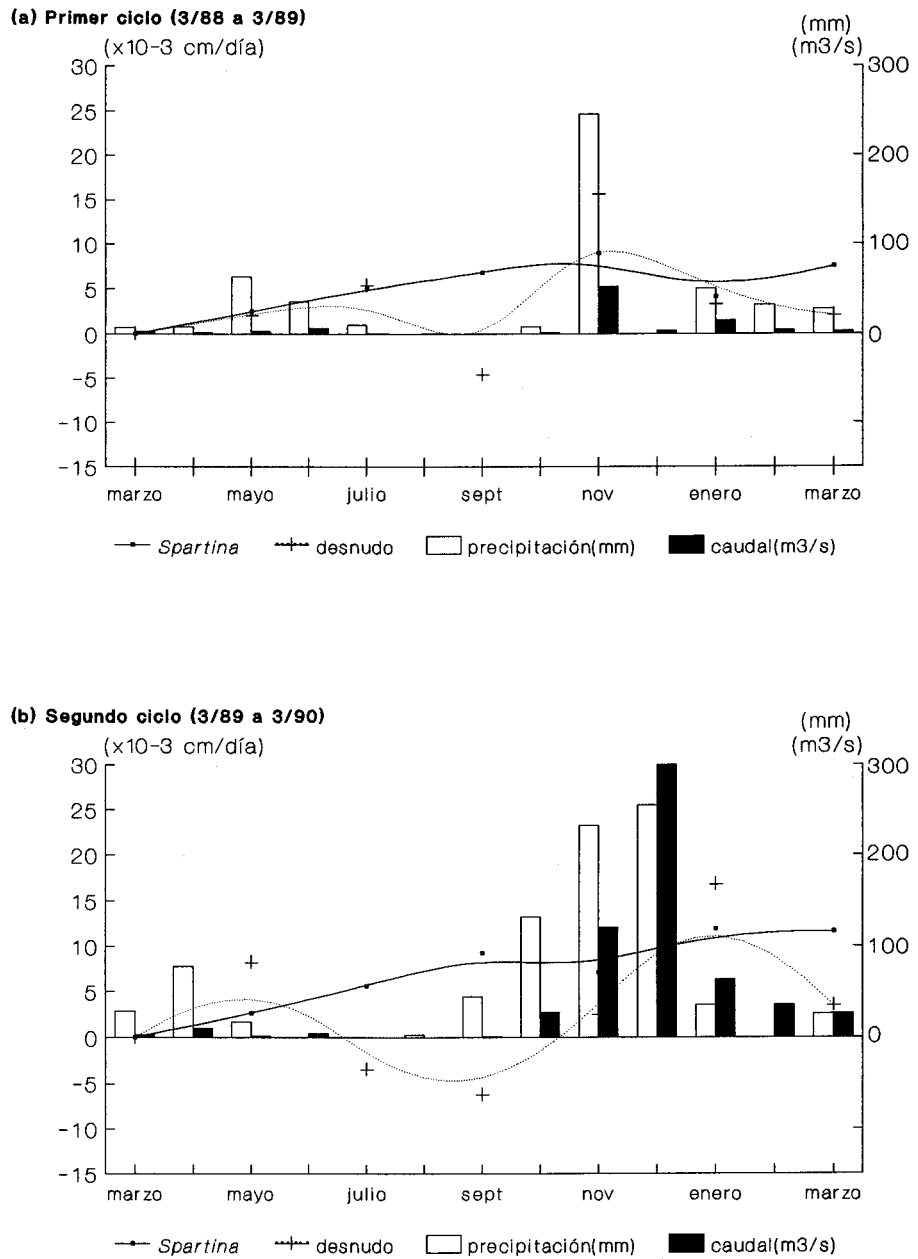 (a) Primer ciclo (3/88 a 3/89)
(x10-3 cm/día)
(mm)
(m3/s)
30
25
20
15
10
5
0
-5
-10
-15
300
200
100
0
marzo mayo julio sept nov enero marzo
Spartina desnudo precipitación(mm) caudal(m3/s)
(b) Segundo ciclo (3/89 a 3/90)
(x10-3 cm/día)
(mm)
(m3/s)
30
25
20
15
10
5
0
-5
-10
-15
300
200
100
0
marzo mayo julio sept nov enero marzo
Spartina desnudo precipitación(mm) caudal(m3/s)